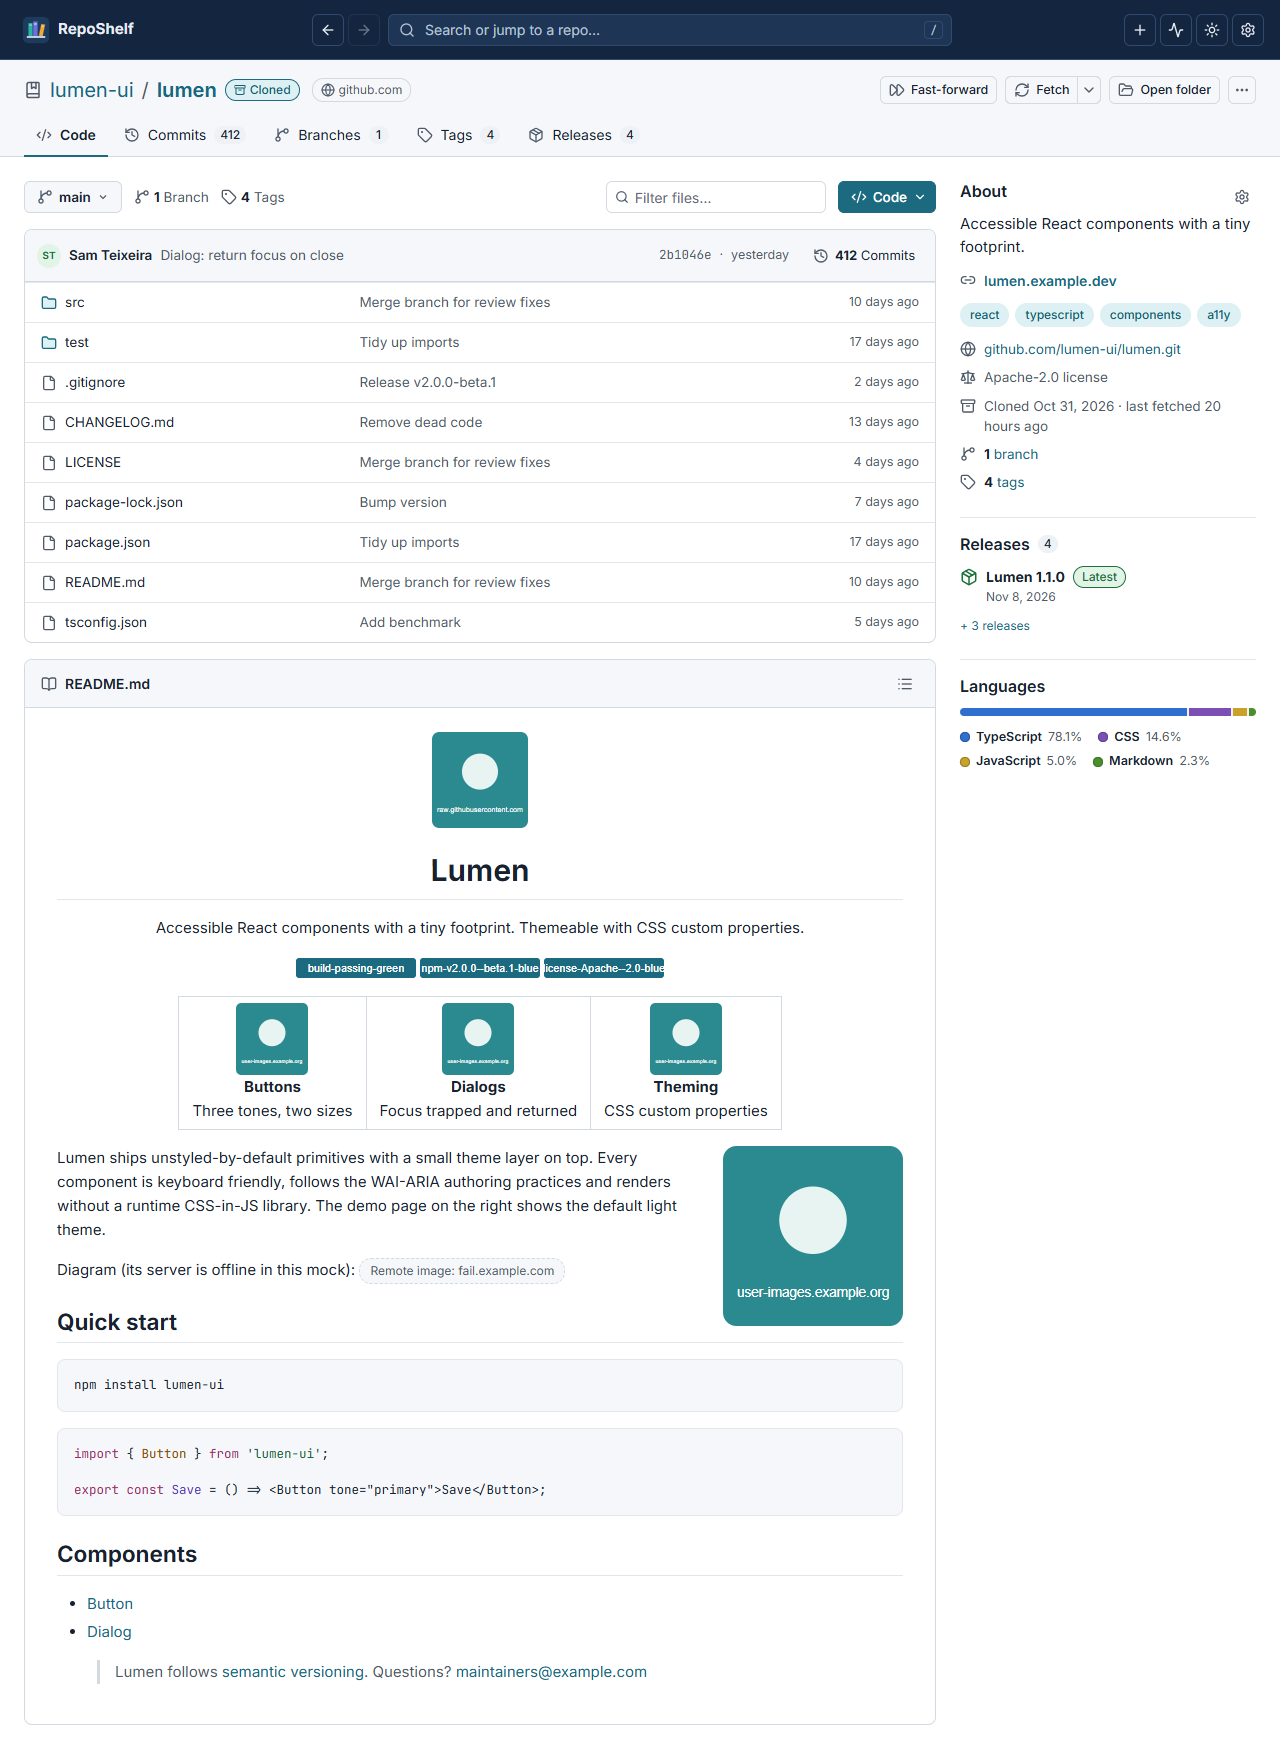 RepoShelf
Search or jump to a repo...
/
lumen-ui / lumen
Cloned
github.com
Fast-forward
Fetch
Open folder
Code
Commits 412
Branches 1
Tags 4
Releases 4
main
1 Branch
4 Tags
Filter files...
Code
ST Sam Teixeira Dialog: return focus on close 2b1046e · yesterday 412 Commits
src Merge branch for review fixes 10 days ago
test Tidy up imports 17 days ago
.gitignore Release v2.0.0-beta.1 2 days ago
CHANGELOG.md Remove dead code 13 days ago
LICENSE Merge branch for review fixes 4 days ago
package-lock.json Bump version 7 days ago
package.json Tidy up imports 17 days ago
README.md Merge branch for review fixes 10 days ago
tsconfig.json Add benchmark 5 days ago
README.md
raw.githubusercontent.com
Lumen
Accessible React components with a tiny footprint. Themeable with CSS custom properties.
build-passing-green npm-v2.0.0--beta.1-blue license-Apache--2.0-blue
user-images.example.org user-images.example.org user-images.example.org
Buttons Dialogs Theming
Three tones, two sizes Focus trapped and returned CSS custom properties
Lumen ships unstyled-by-default primitives with a small theme layer on top. Every
component is keyboard friendly, follows the WAI-ARIA authoring practices and renders
without a runtime CSS-in-JS library. The demo page on the right shows the default light
theme.
user-images.example.org
Diagram (its server is offline in this mock): Remote image: fail.example.com
Quick start
npm install lumen-ui
import { Button } from 'lumen-ui';
export const Save = () => <Button tone="primary">Save</Button>;
Components
Button
Dialog
Lumen follows semantic versioning. Questions? maintainers@example.com
About
Accessible React components with a tiny
footprint.
lumen.example.dev
react typescript components a11y
github.com/lumen-ui/lumen.git
Apache-2.0 license
Cloned Oct 31, 2026 · last fetched 20
hours ago
1 branch
4 tags
Releases 4
Lumen 1.1.0 Latest
Nov 8, 2026
+ 3 releases
Languages
TypeScript 78.1% CSS 14.6%
JavaScript 5.0% Markdown 2.3%